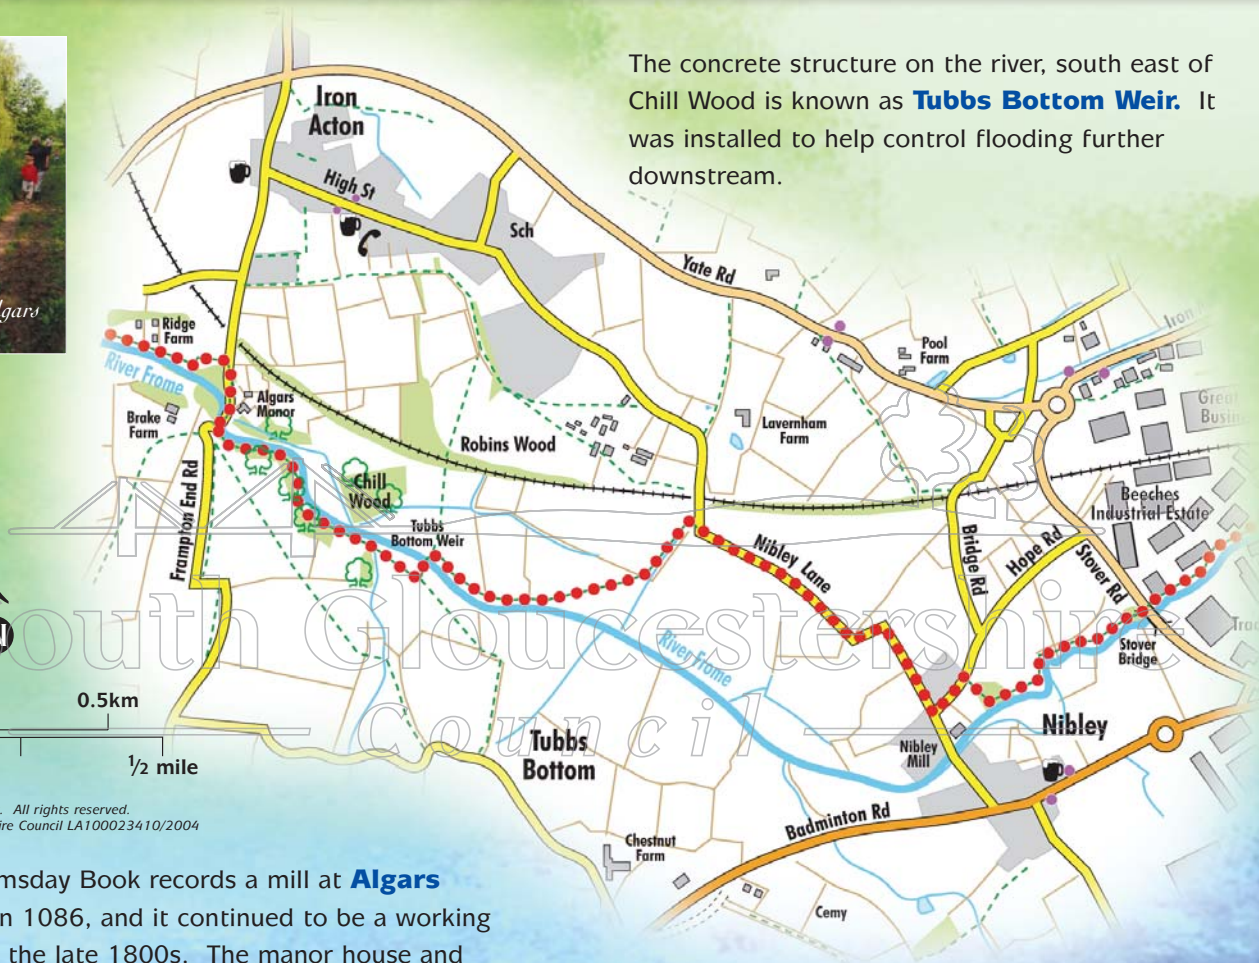 The concrete structure on the river, south east of
Chill Wood is known as Tubbs Bottom Weir. It
was installed to help control flooding further
downstream.
lgars
Iron
Acton
High St
Sch
Yate Rd
Ridge
Farm
River Frome
Brake
Farm
Algars
Manor
Pool
Farm
Iron
Great
Busin
Lavernham
Farm
Robins Wood
Chill
Wood
Tubbs
Bottom Weir
Beeches
Industrial Estate
Frampton End Rd
Nibley Lane
Bridge Rd
Hope Rd
Stover Rd
Stover
Bridge
Trad
N
outh Gloucestershire
Council
River Frome
0.5km
1/2 mile
Tubbs
Bottom
Nibley
Nibley
Mill
Badminton Rd
Chestnut
Farm
Cemy
. All rights reserved.
ire Council LA100023410/2004
msday Book records a mill at Algars
n 1086, and it continued to be a working
the late 1800s. The manor house and